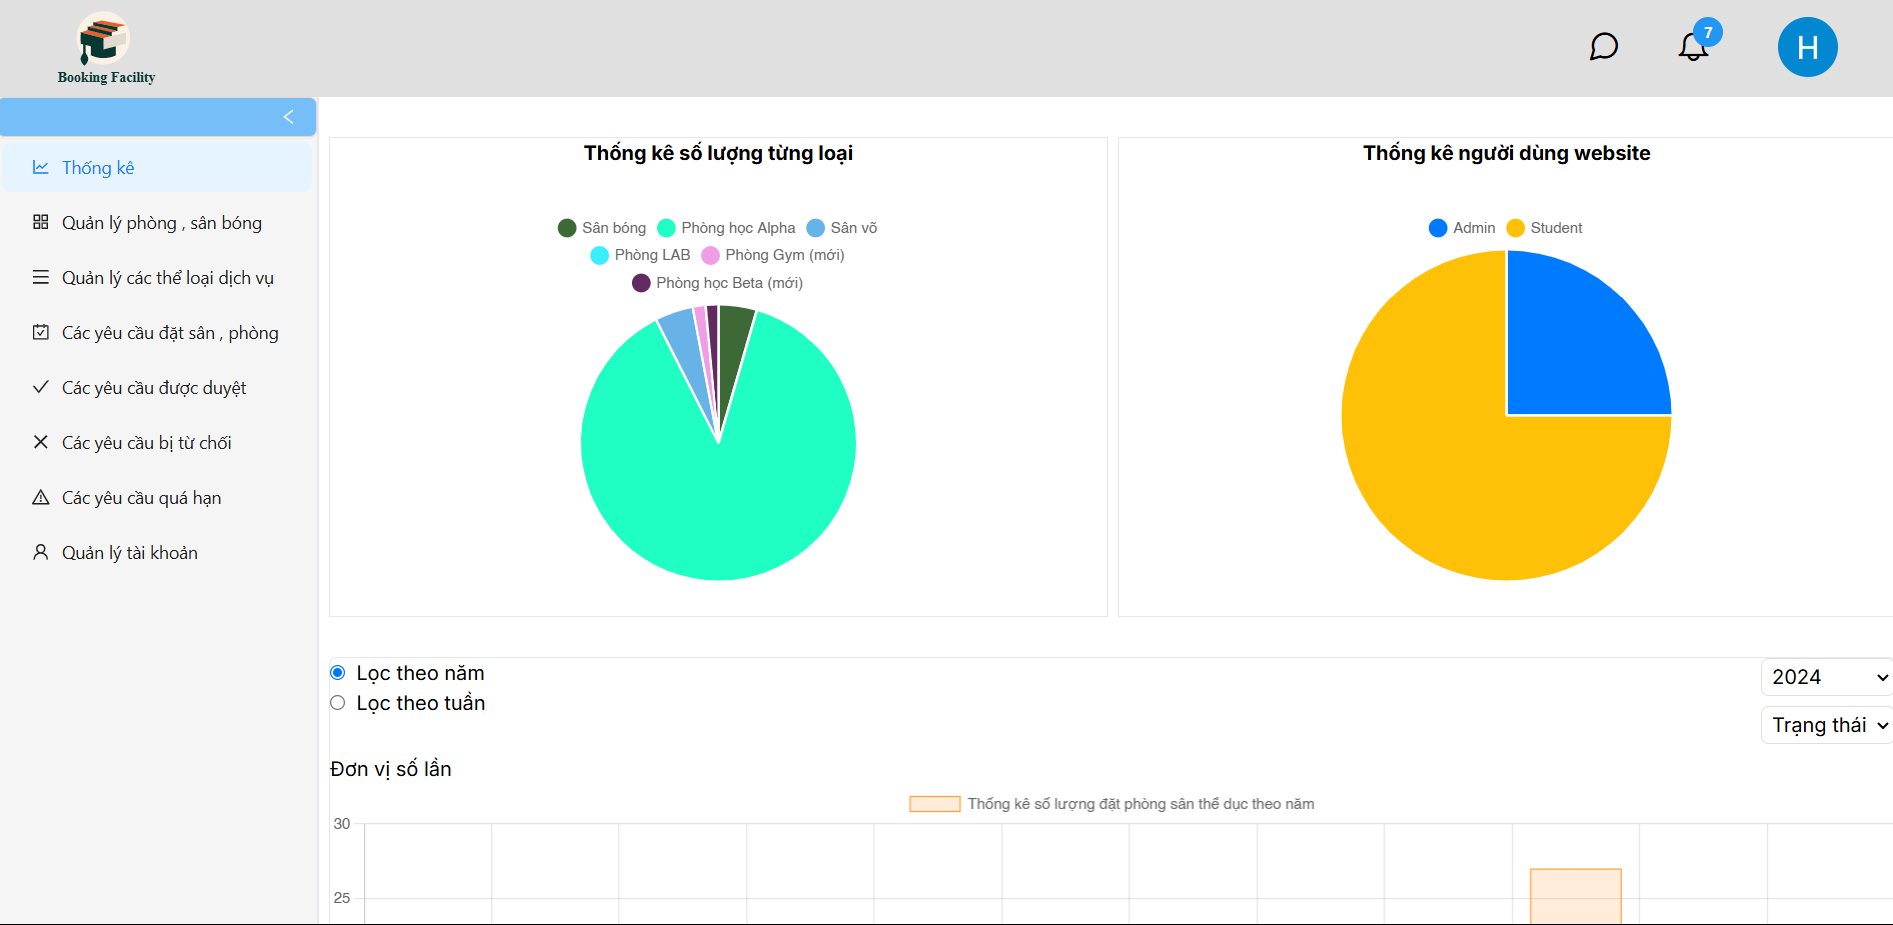 Booking Facility
7
H
Thống kê
Quản lý phòng , sân bóng
Quản lý các thể loại dịch vụ
Các yêu cầu đặt sân , phòng
Các yêu cầu được duyệt
Các yêu cầu bị từ chối
Các yêu cầu quá hạn
Quản lý tài khoản
Thống kê số lượng từng loại
Sân bóng Phòng học Alpha Sân võ
Phòng LAB Phòng Gym (mới)
Phòng học Beta (mới)
Thống kê người dùng website
Admin Student
Lọc theo năm
Lọc theo tuần
2024
Trạng thái
Đơn vị số lần
Thống kê số lượng đặt phòng sân thể dục theo năm
30
25